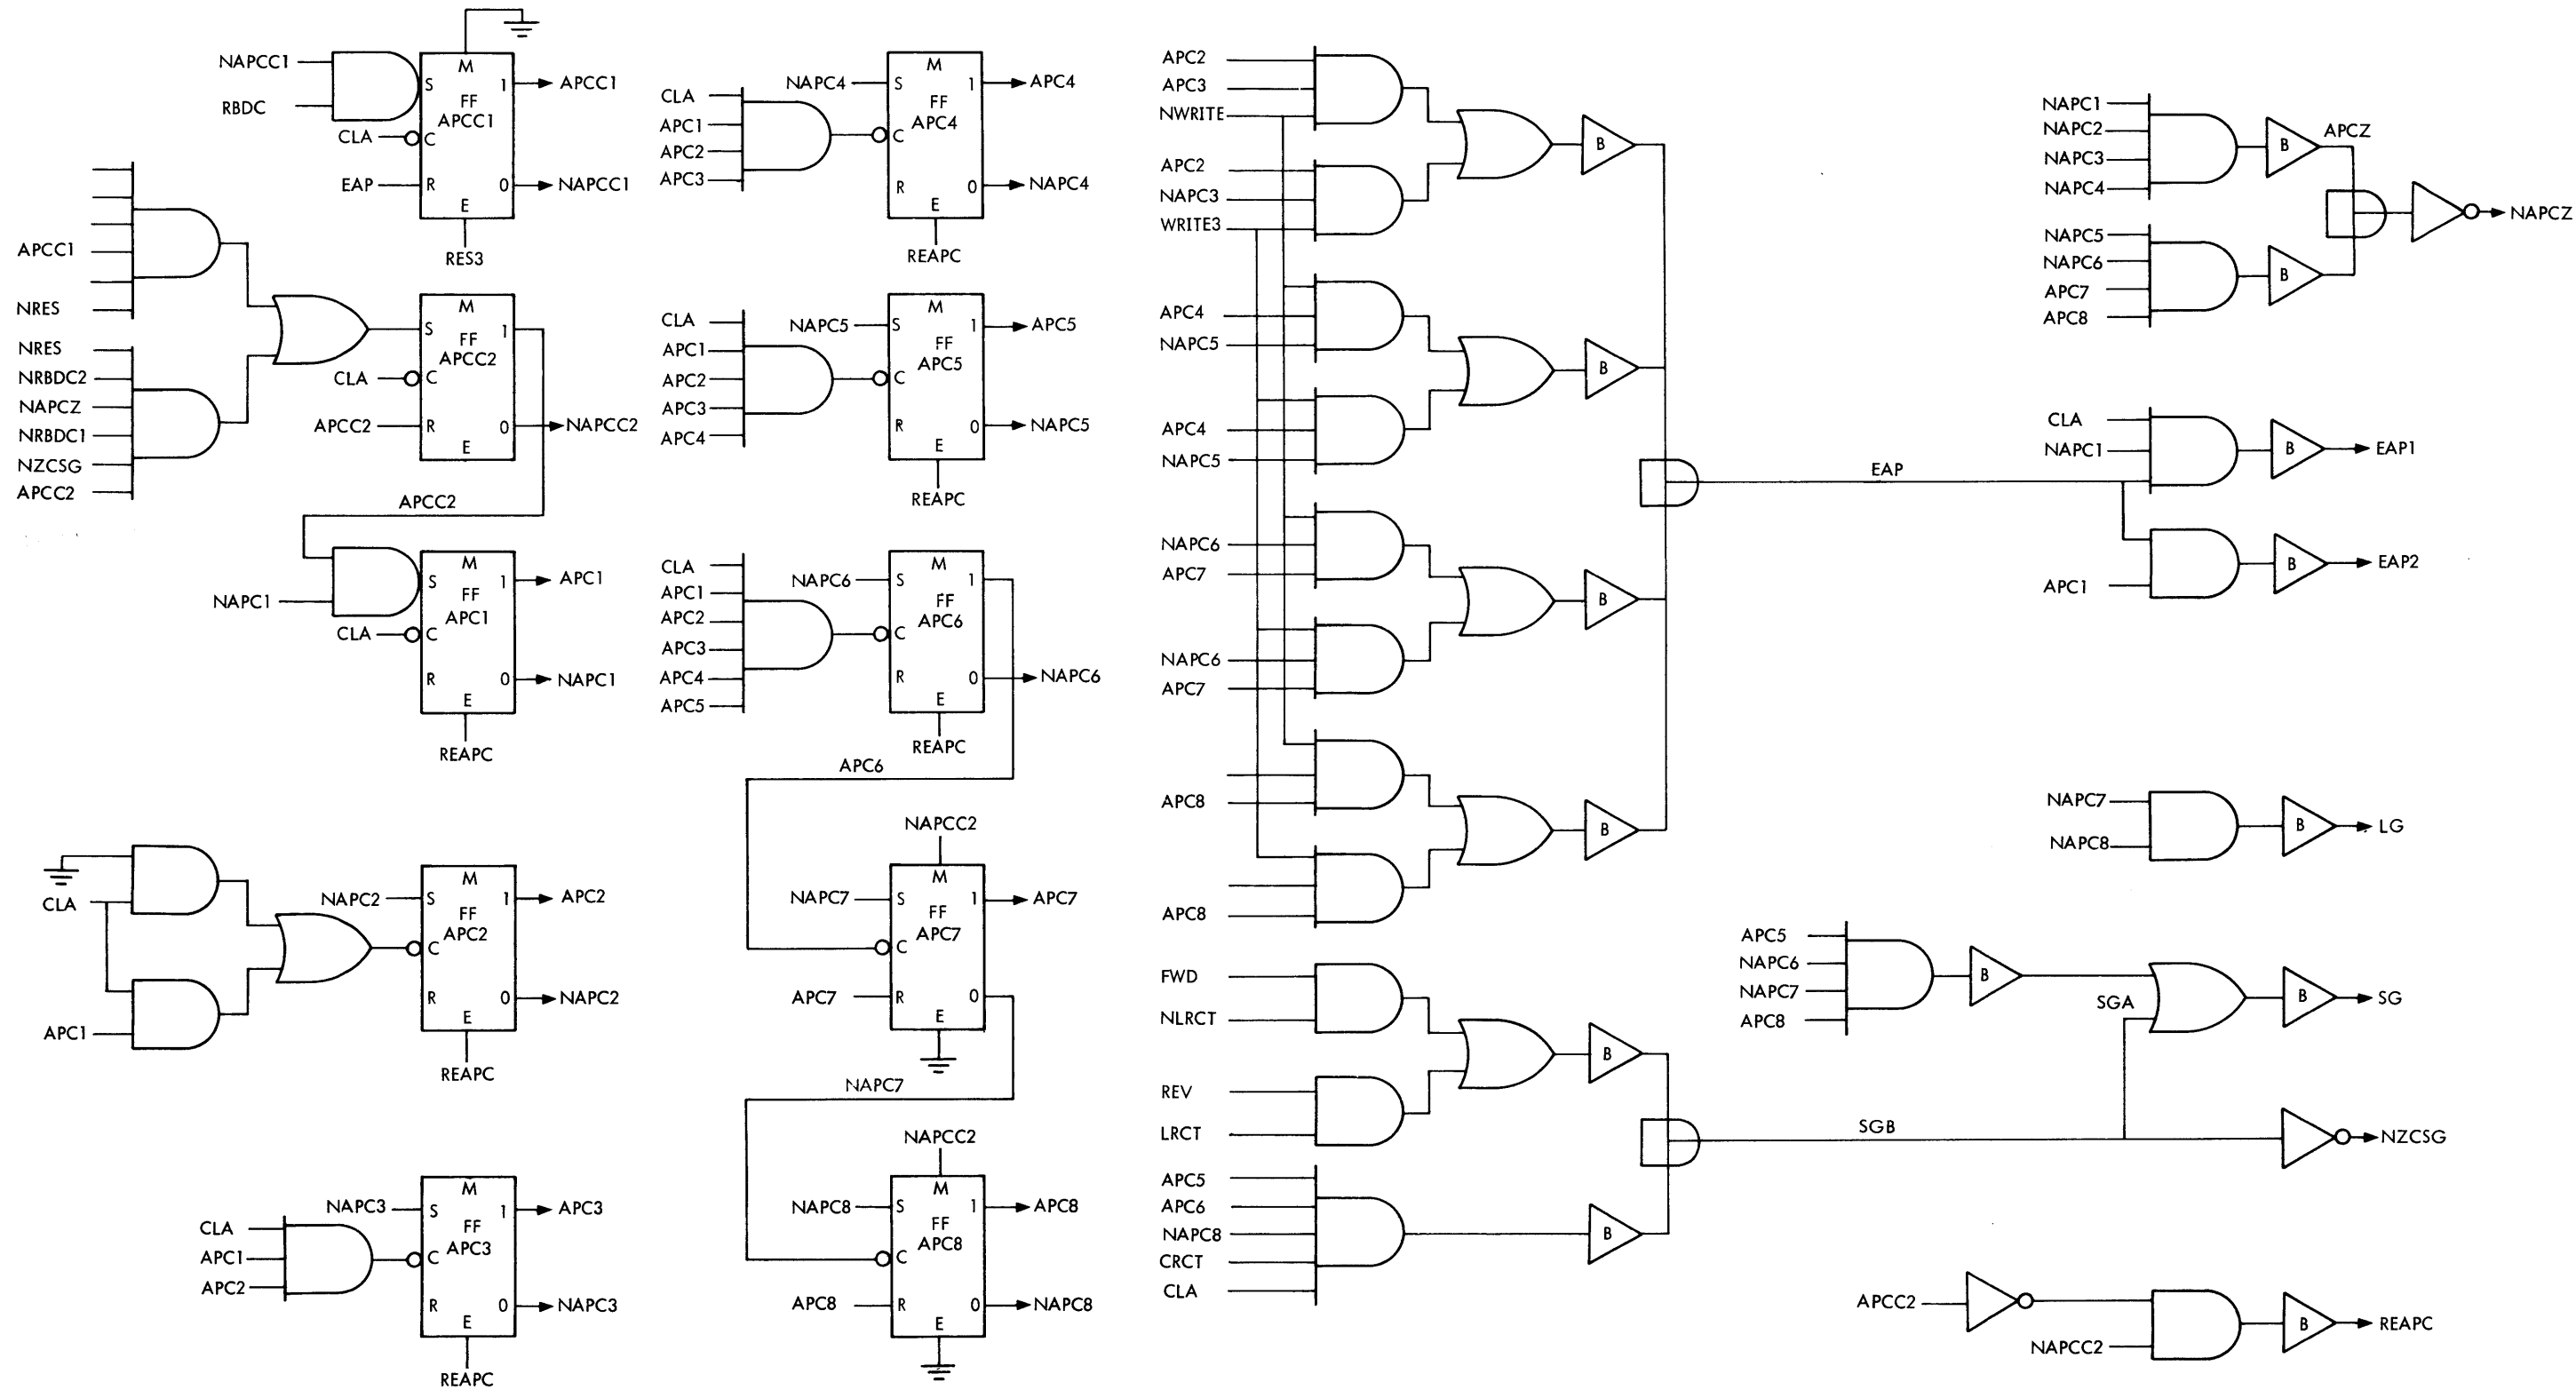 NAPCC1
RBDC
CLA
EAP
M
S
1
FF
APCC1
C
R
0
E
RES3
APCC1
NAPCC1
APCC1
NRES
NRES
NRBDC2
NAPCZ
NRBDC1
NZCSG
APCC2
CLA
APCC2
M
S
1
FF
APCC2
C
R
0
E
NAPCC2
APCC2
NAPC1
CLA
M
S
1
FF
APC1
C
R
0
E
REAPC
APC1
NAPC1
CLA
APC1
NAPC2
M
S
1
FF
APC2
C
R
0
E
REAPC
APC2
NAPC2
CLA
APC1
APC2
NAPC3
M
S
1
FF
APC3
C
R
0
E
REAPC
APC3
NAPC3
CLA
APC1
APC2
APC3
NAPC4
M
S
1
FF
APC4
C
R
0
E
REAPC
APC4
NAPC4
CLA
APC1
APC2
APC3
APC4
NAPC5
M
S
1
FF
APC5
C
R
0
E
REAPC
APC5
NAPC5
CLA
APC1
APC2
APC3
APC4
APC5
NAPC6
M
S
1
FF
APC6
C
R
0
E
REAPC
NAPC6
APC6
NAPCC2
NAPC7
APC7
M
S
1
FF
APC7
C
R
0
E
APC7
NAPC7
NAPCC2
NAPC8
APC8
M
S
1
FF
APC8
C
R
0
E
APC8
NAPC8
APC2
APC3
NWRITE
APC2
NAPC3
WRITE3
B
APC4
NAPC5
APC4
NAPC5
B
NAPC6
APC7
NAPC6
APC7
B
APC8
APC8
B
EAP
FWD
NLRCT
REV
LRCT
B
APC5
APC6
NAPC8
CRCT
CLA
B
SGB
NAPC1
NAPC2
NAPC3
NAPC4
B
APCZ
NAPC5
NAPC6
APC7
APC8
B
NAPCZ
CLA
NAPC1
B
EAP1
APC1
B
EAP2
NAPC7
NAPC8
B
LG
APC5
NAPC6
NAPC7
APC8
B
SGA
B
SG
NZCSG
APCC2
NAPCC2
B
REAPC